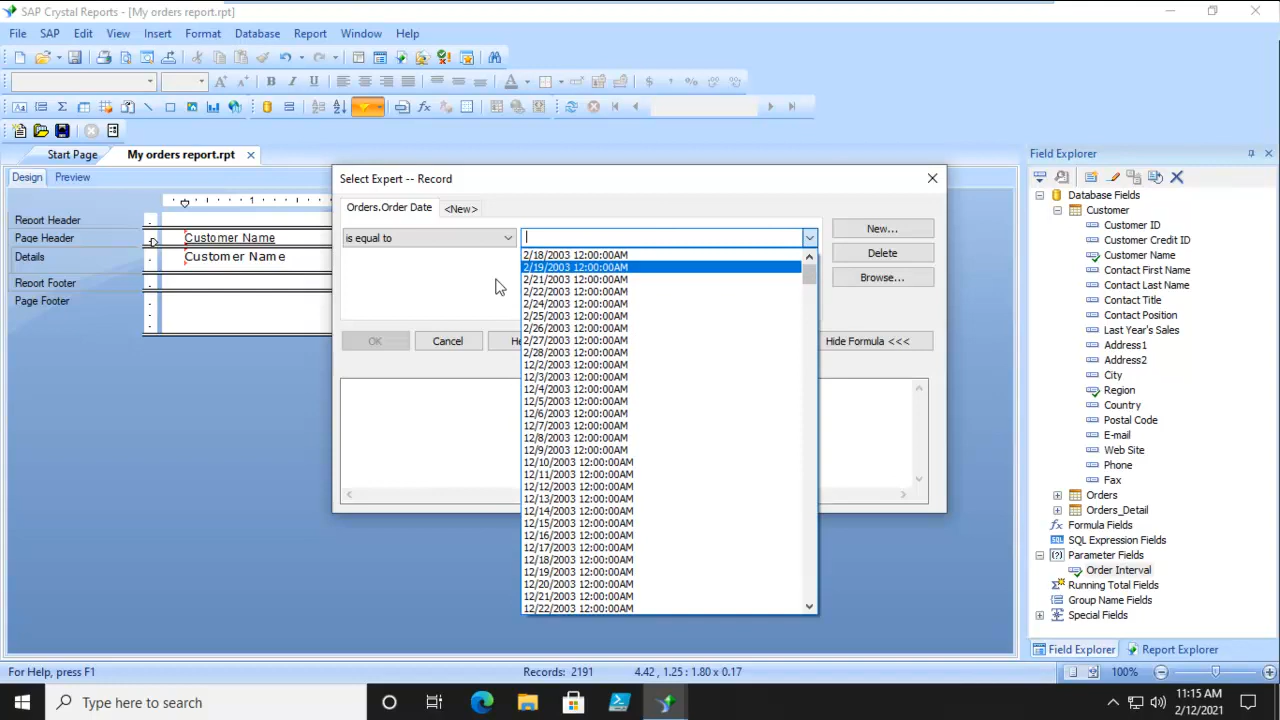 SAP Crystal Reports - [My orders report.rpt]
File SAP Edit View Insert Format Database Report Window Help
Start Page My orders report.rpt
Design Preview
1
Report Header
Page Header Customer Name
Details Customer Name
Report Footer
Page Footer
Select Expert -- Record
Orders.Order Date <New>
is equal to
New...
Delete
Browse...
OK Cancel He
Hide Formula <<<
2/18/2003 12:00:00AM
2/19/2003 12:00:00AM
2/21/2003 12:00:00AM
2/22/2003 12:00:00AM
2/24/2003 12:00:00AM
2/25/2003 12:00:00AM
2/26/2003 12:00:00AM
2/27/2003 12:00:00AM
2/28/2003 12:00:00AM
12/2/2003 12:00:00AM
12/3/2003 12:00:00AM
12/4/2003 12:00:00AM
12/5/2003 12:00:00AM
12/6/2003 12:00:00AM
12/7/2003 12:00:00AM
12/8/2003 12:00:00AM
12/9/2003 12:00:00AM
12/10/2003 12:00:00AM
12/11/2003 12:00:00AM
12/12/2003 12:00:00AM
12/13/2003 12:00:00AM
12/14/2003 12:00:00AM
12/15/2003 12:00:00AM
12/16/2003 12:00:00AM
12/17/2003 12:00:00AM
12/18/2003 12:00:00AM
12/19/2003 12:00:00AM
12/20/2003 12:00:00AM
12/21/2003 12:00:00AM
12/22/2003 12:00:00AM
Field Explorer
Database Fields
Customer
Customer ID
Customer Credit ID
Customer Name
Contact First Name
Contact Last Name
Contact Title
Contact Position
Last Year's Sales
Address1
Address2
City
Region
Country
Postal Code
E-mail
Web Site
Phone
Fax
Orders
Orders_Detail
Formula Fields
SQL Expression Fields
Parameter Fields
Order Interval
Running Total Fields
Group Name Fields
Special Fields
Field Explorer Report Explorer
For Help, press F1 Records: 2191 4.42 , 1.25 : 1.80 x 0.17 100%
Type here to search
11:15 AM
2/12/2021